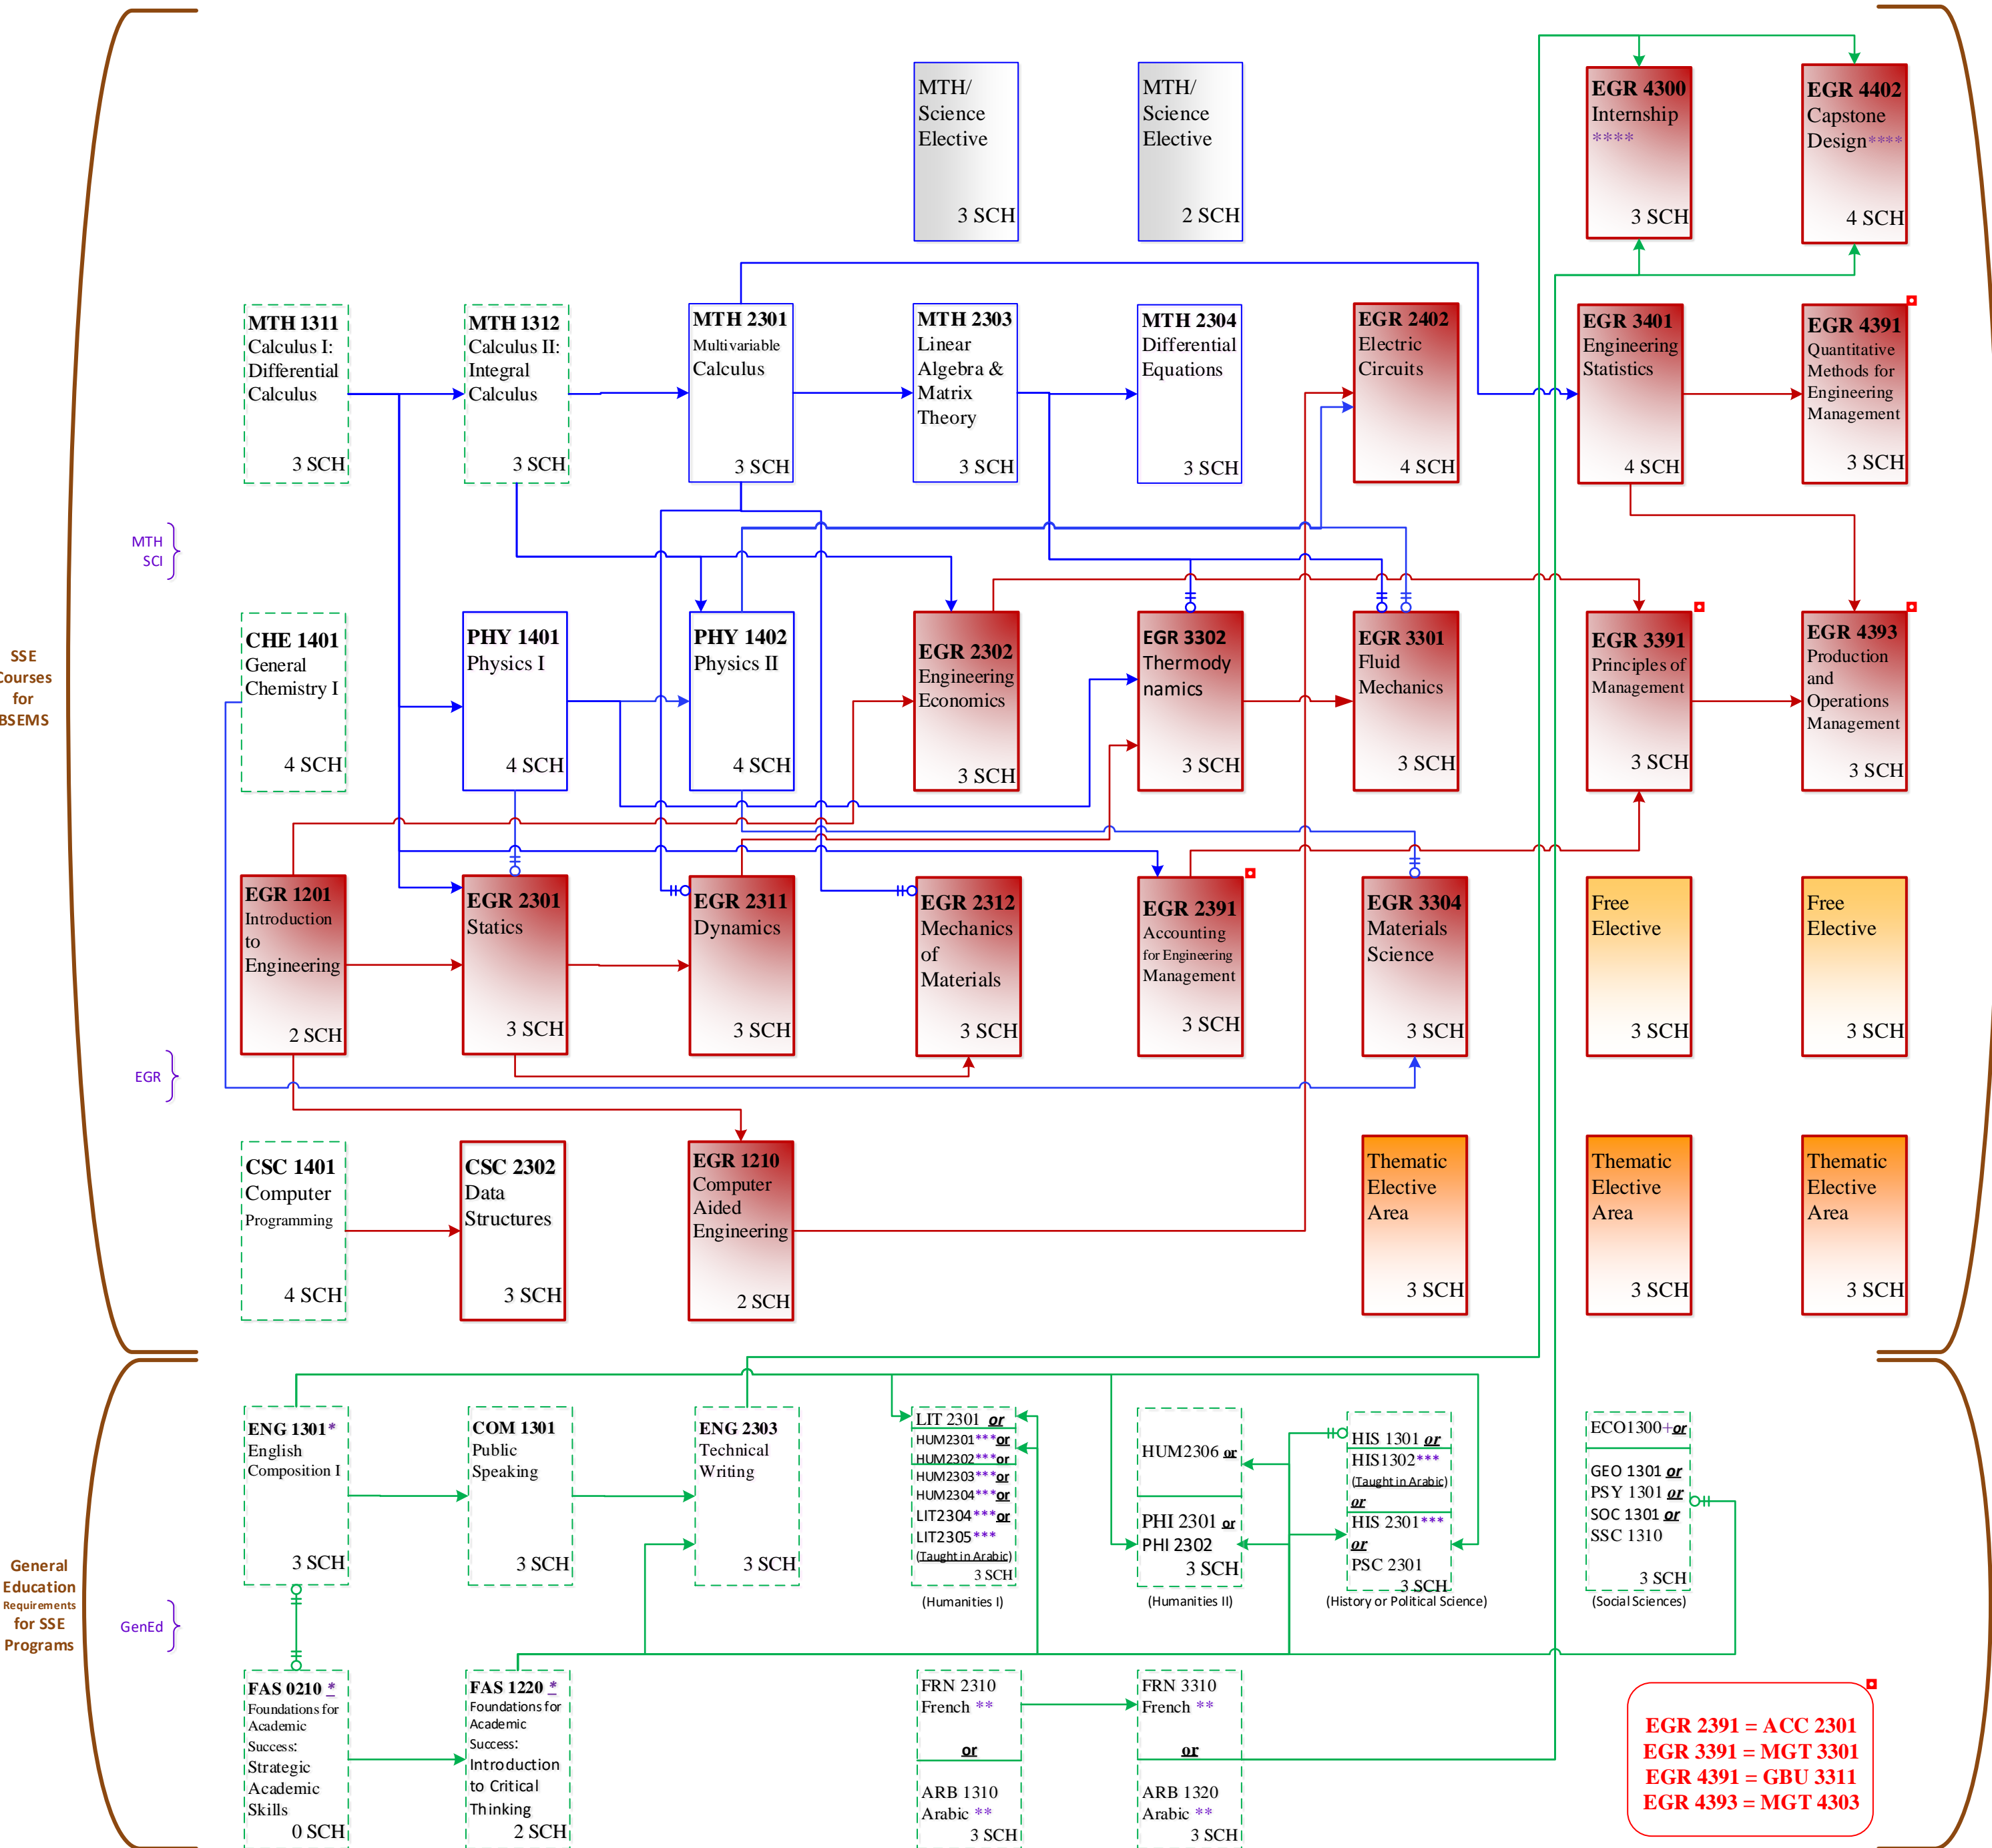 MTH/
Science
Elective
3 SCH
MTH/
Science
Elective
2 SCH
EGR 4300
Internship
****
3 SCH
EGR 4402
Capstone
Design****
4 SCH
MTH 1311
Calculus I:
Differential
Calculus
3 SCH
MTH 1312
Calculus II:
Integral
Calculus
3 SCH
MTH 2301
Multivariable
Calculus
3 SCH
MTH 2303
Linear
Algebra &
Matrix
Theory
3 SCH
MTH 2304
Differential
Equations
3 SCH
EGR 2402
Electric
Circuits
4 SCH
EGR 3401
Engineering
Statistics
4 SCH
EGR 4391
Quantitative
Methods for
Engineering
Management
3 SCH
MTH
SCI
SSE
Courses
for
BSEMS
CHE 1401
General
Chemistry I
4 SCH
PHY 1401
Physics I
4 SCH
PHY 1402
Physics II
4 SCH
EGR 2302
Engineering
Economics
3 SCH
EGR 3302
Thermody
namics
3 SCH
EGR 3301
Fluid
Mechanics
3 SCH
EGR 3391
Principles of
Management
3 SCH
EGR 4393
Production
and
Operations
Management
3 SCH
EGR 1201
Introduction
to
Engineering
2 SCH
EGR 2301
Statics
3 SCH
EGR 2311
Dynamics
3 SCH
EGR 2312
Mechanics
of
Materials
3 SCH
EGR 2391
Accounting
for Engineering
Management
3 SCH
EGR 3304
Materials
Science
3 SCH
Free
Elective
3 SCH
Free
Elective
3 SCH
EGR
CSC 1401
Computer
Programming
4 SCH
CSC 2302
Data
Structures
3 SCH
EGR 1210
Computer
Aided
Engineering
2 SCH
Thematic
Elective
Area
3 SCH
Thematic
Elective
Area
3 SCH
Thematic
Elective
Area
3 SCH
General
Education
Requirements
for SSE
Programs
GenEd
ENG 1301*
English
Composition I
3 SCH
COM 1301
Public
Speaking
3 SCH
ENG 2303
Technical
Writing
3 SCH
LIT 2301 or
HUM2301***or
HUM2302***or
HUM2303***or
HUM2304***or
LIT2304***or
LIT2305***
(Taught in Arabic)
3 SCH
(Humanities I)
HUM2306 or
PHI 2301 or
PHI 2302
3 SCH
(Humanities II)
HIS 1301 or
HIS1302***
(Taught in Arabic)
or
HIS 2301***
or
PSC 2301
3 SCH
(History or Political Science)
ECO1300+or
GEO 1301 or
PSY 1301 or
SOC 1301 or
SSC 1310
3 SCH
(Social Sciences)
FAS 0210 *
Foundations for
Academic
Success:
Strategic
Academic
Skills
0 SCH
FAS 1220 *
Foundations for
Academic
Success:
Introduction
to Critical
Thinking
2 SCH
FRN 2310
French **
or
ARB 1310
Arabic **
3 SCH
FRN 3310
French **
or
ARB 1320
Arabic **
3 SCH
EGR 2391 = ACC 2301
EGR 3391 = MGT 3301
EGR 4391 = GBU 3311
EGR 4393 = MGT 4303